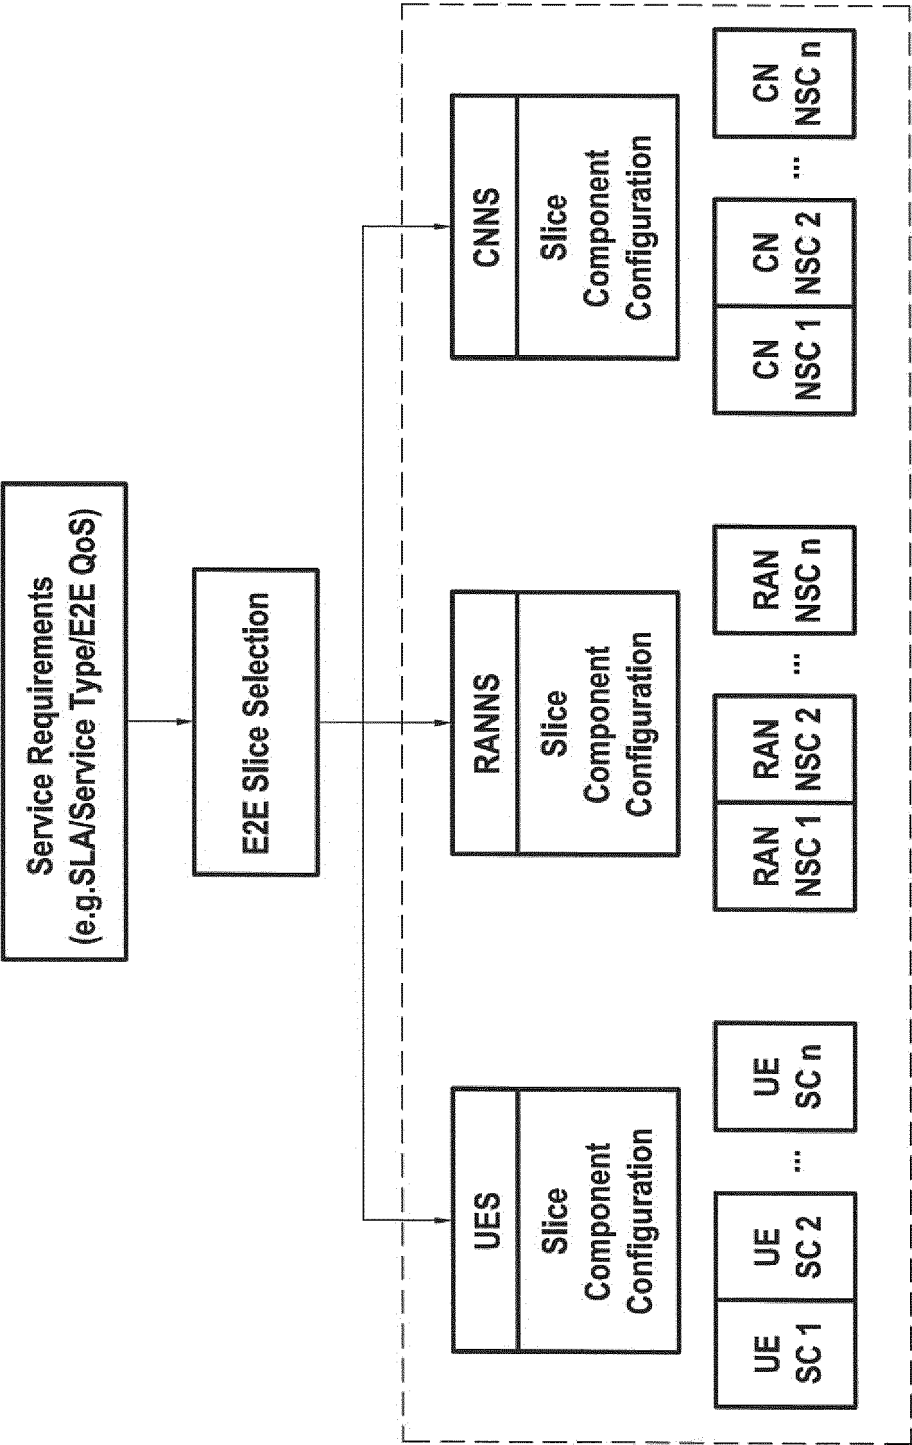 Service Requirements
(e.g.SLA/Service Type/E2E QoS)
E2E Slice Selection
UES
Slice
Component
Configuration
UE
SC 1
UE
SC 2
...
UE
SC n
RANNS
Slice
Component
Configuration
RAN
NSC 1
RAN
NSC 2
...
RAN
NSC n
CNNS
Slice
Component
Configuration
CN
NSC 1
CN
NSC 2
...
CN
NSC n